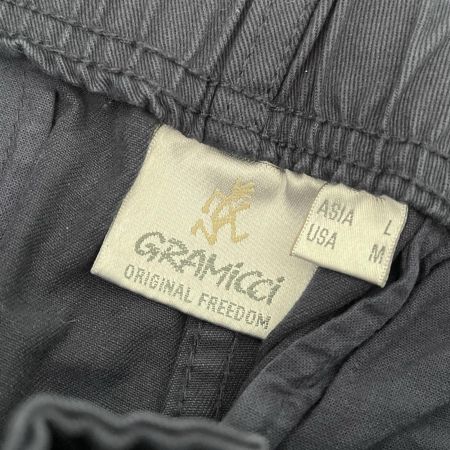 GRAMiCCi
ORIGINAL FREEDOM
ASIA L
USA M